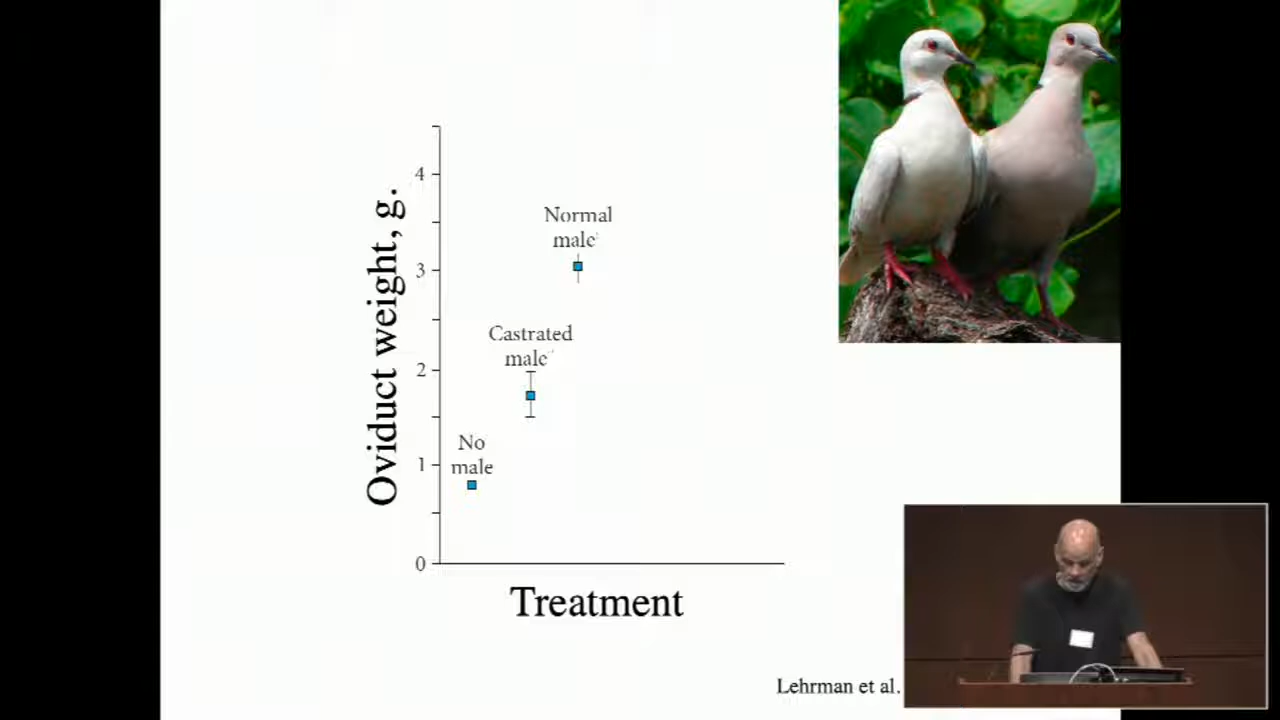 4
3
2
1
0
Oviduct weight, g.
Normal
male
Castrated
male
No
male
Treatment
Lehrman et al.